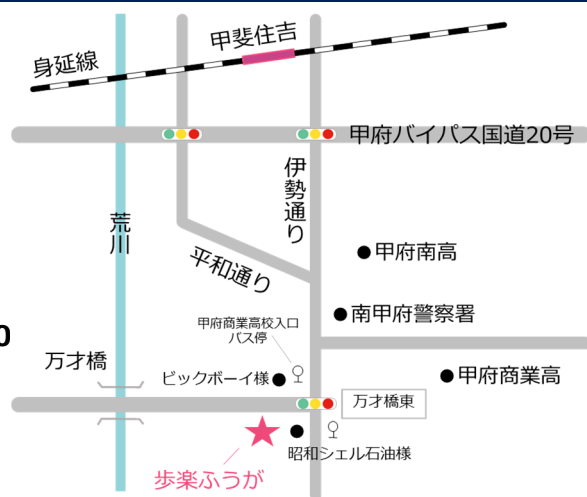 甲斐住吉
身延線
甲府バイパス国道20号
伊勢通り
荒川
平和通り
甲府南高
南甲府警察署
甲府商業高校入口
バス停
0
万才橋
ビックボーイ様
甲府商業高
万才橋東
昭和シェル石油様
歩楽ふうが